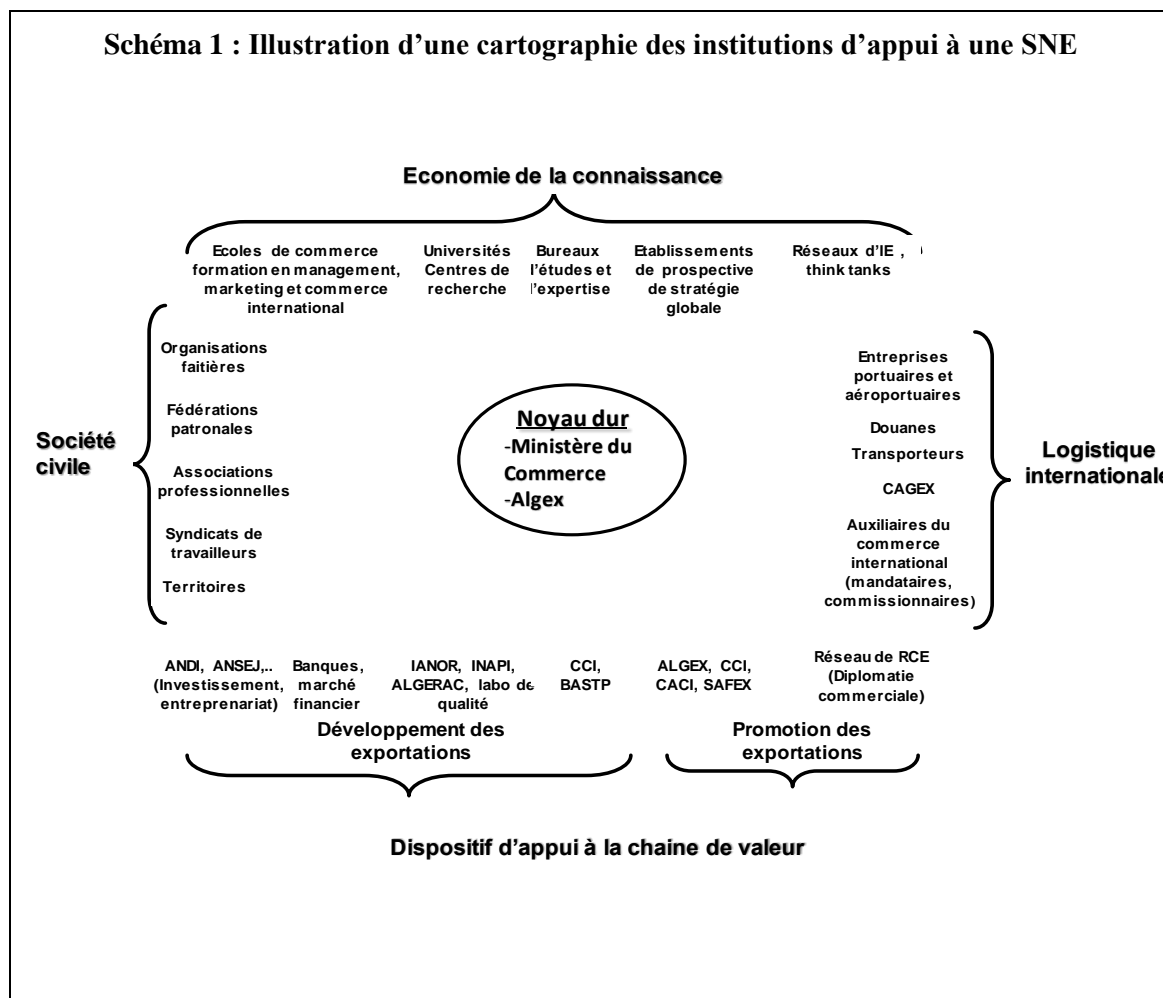 Schéma 1 : Illustration d’une cartographie des institutions d’appui à une SNE
Economie de la connaissance
Ecoles de commerce
formation en management,
marketing et commerce
international
Universités
Centres de
recherche
Bureaux
d’études et
d’expertise
Etablissements
de prospective
de stratégie
globale
Réseaux d’IE ,
think tanks
Société
civile
Organisations
faitières
Fédérations
patronales
Associations
professionnelles
Syndicats de
travailleurs
Territoires
Noyau dur
-Ministère du
Commerce
-Algex
Entreprises
portuaires et
aéroportuaires
Douanes
Transporteurs
CAGEX
Auxiliaires du
commerce
international
(mandataires,
commissionnaires)
Logistique
internationale
ANDI, ANSEJ,..
(Investissement,
entreprenariat)
Banques,
marché
financier
IANOR, INAPI,
ALGERAC, labo de
qualité
CCI,
BASTP
ALGEX, CCI,
CACI, SAFEX
Réseau de RCE
(Diplomatie
commerciale)
Développement des
exportations
Promotion des
exportations
Dispositif d’appui à la chaine de valeur